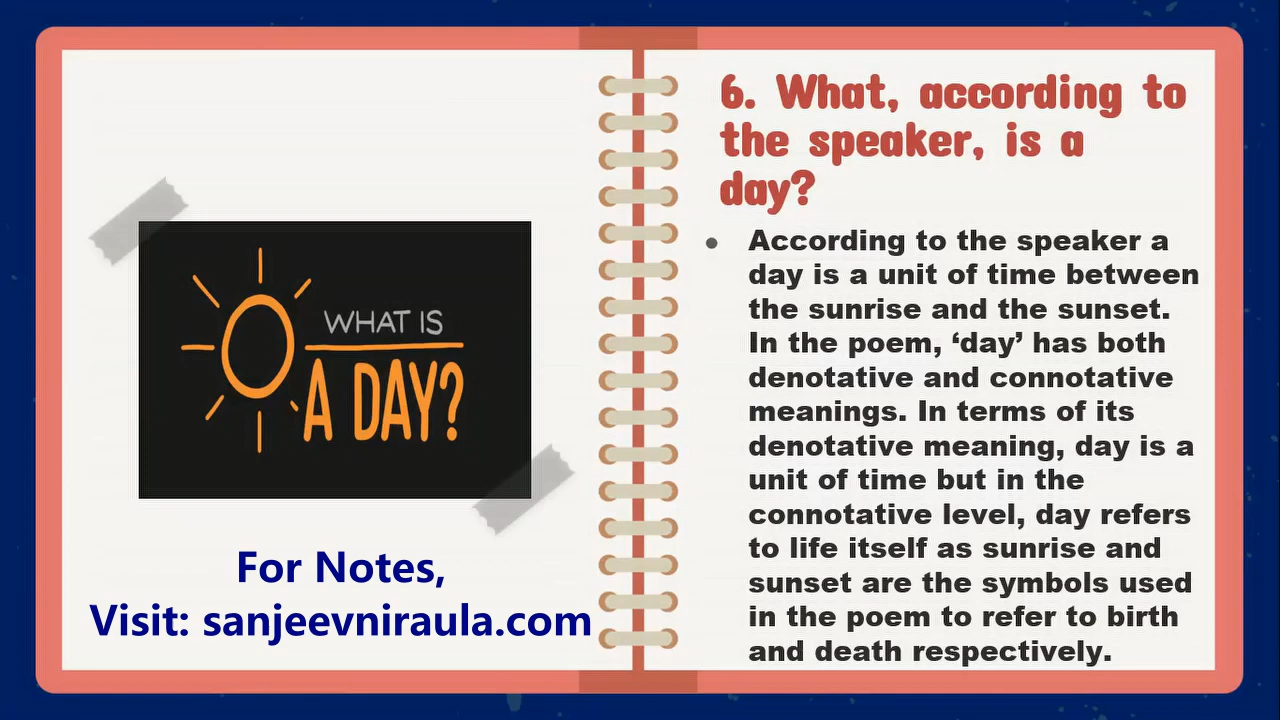 WHAT IS
A DAY?
For Notes,
Visit: sanjeevniraula.com
6. What, according to
the speaker, is a
day?
• According to the speaker a
day is a unit of time between
the sunrise and the sunset.
In the poem, ‘day’ has both
denotative and connotative
meanings. In terms of its
denotative meaning, day is a
unit of time but in the
connotative level, day refers
to life itself as sunrise and
sunset are the symbols used
in the poem to refer to birth
and death respectively.